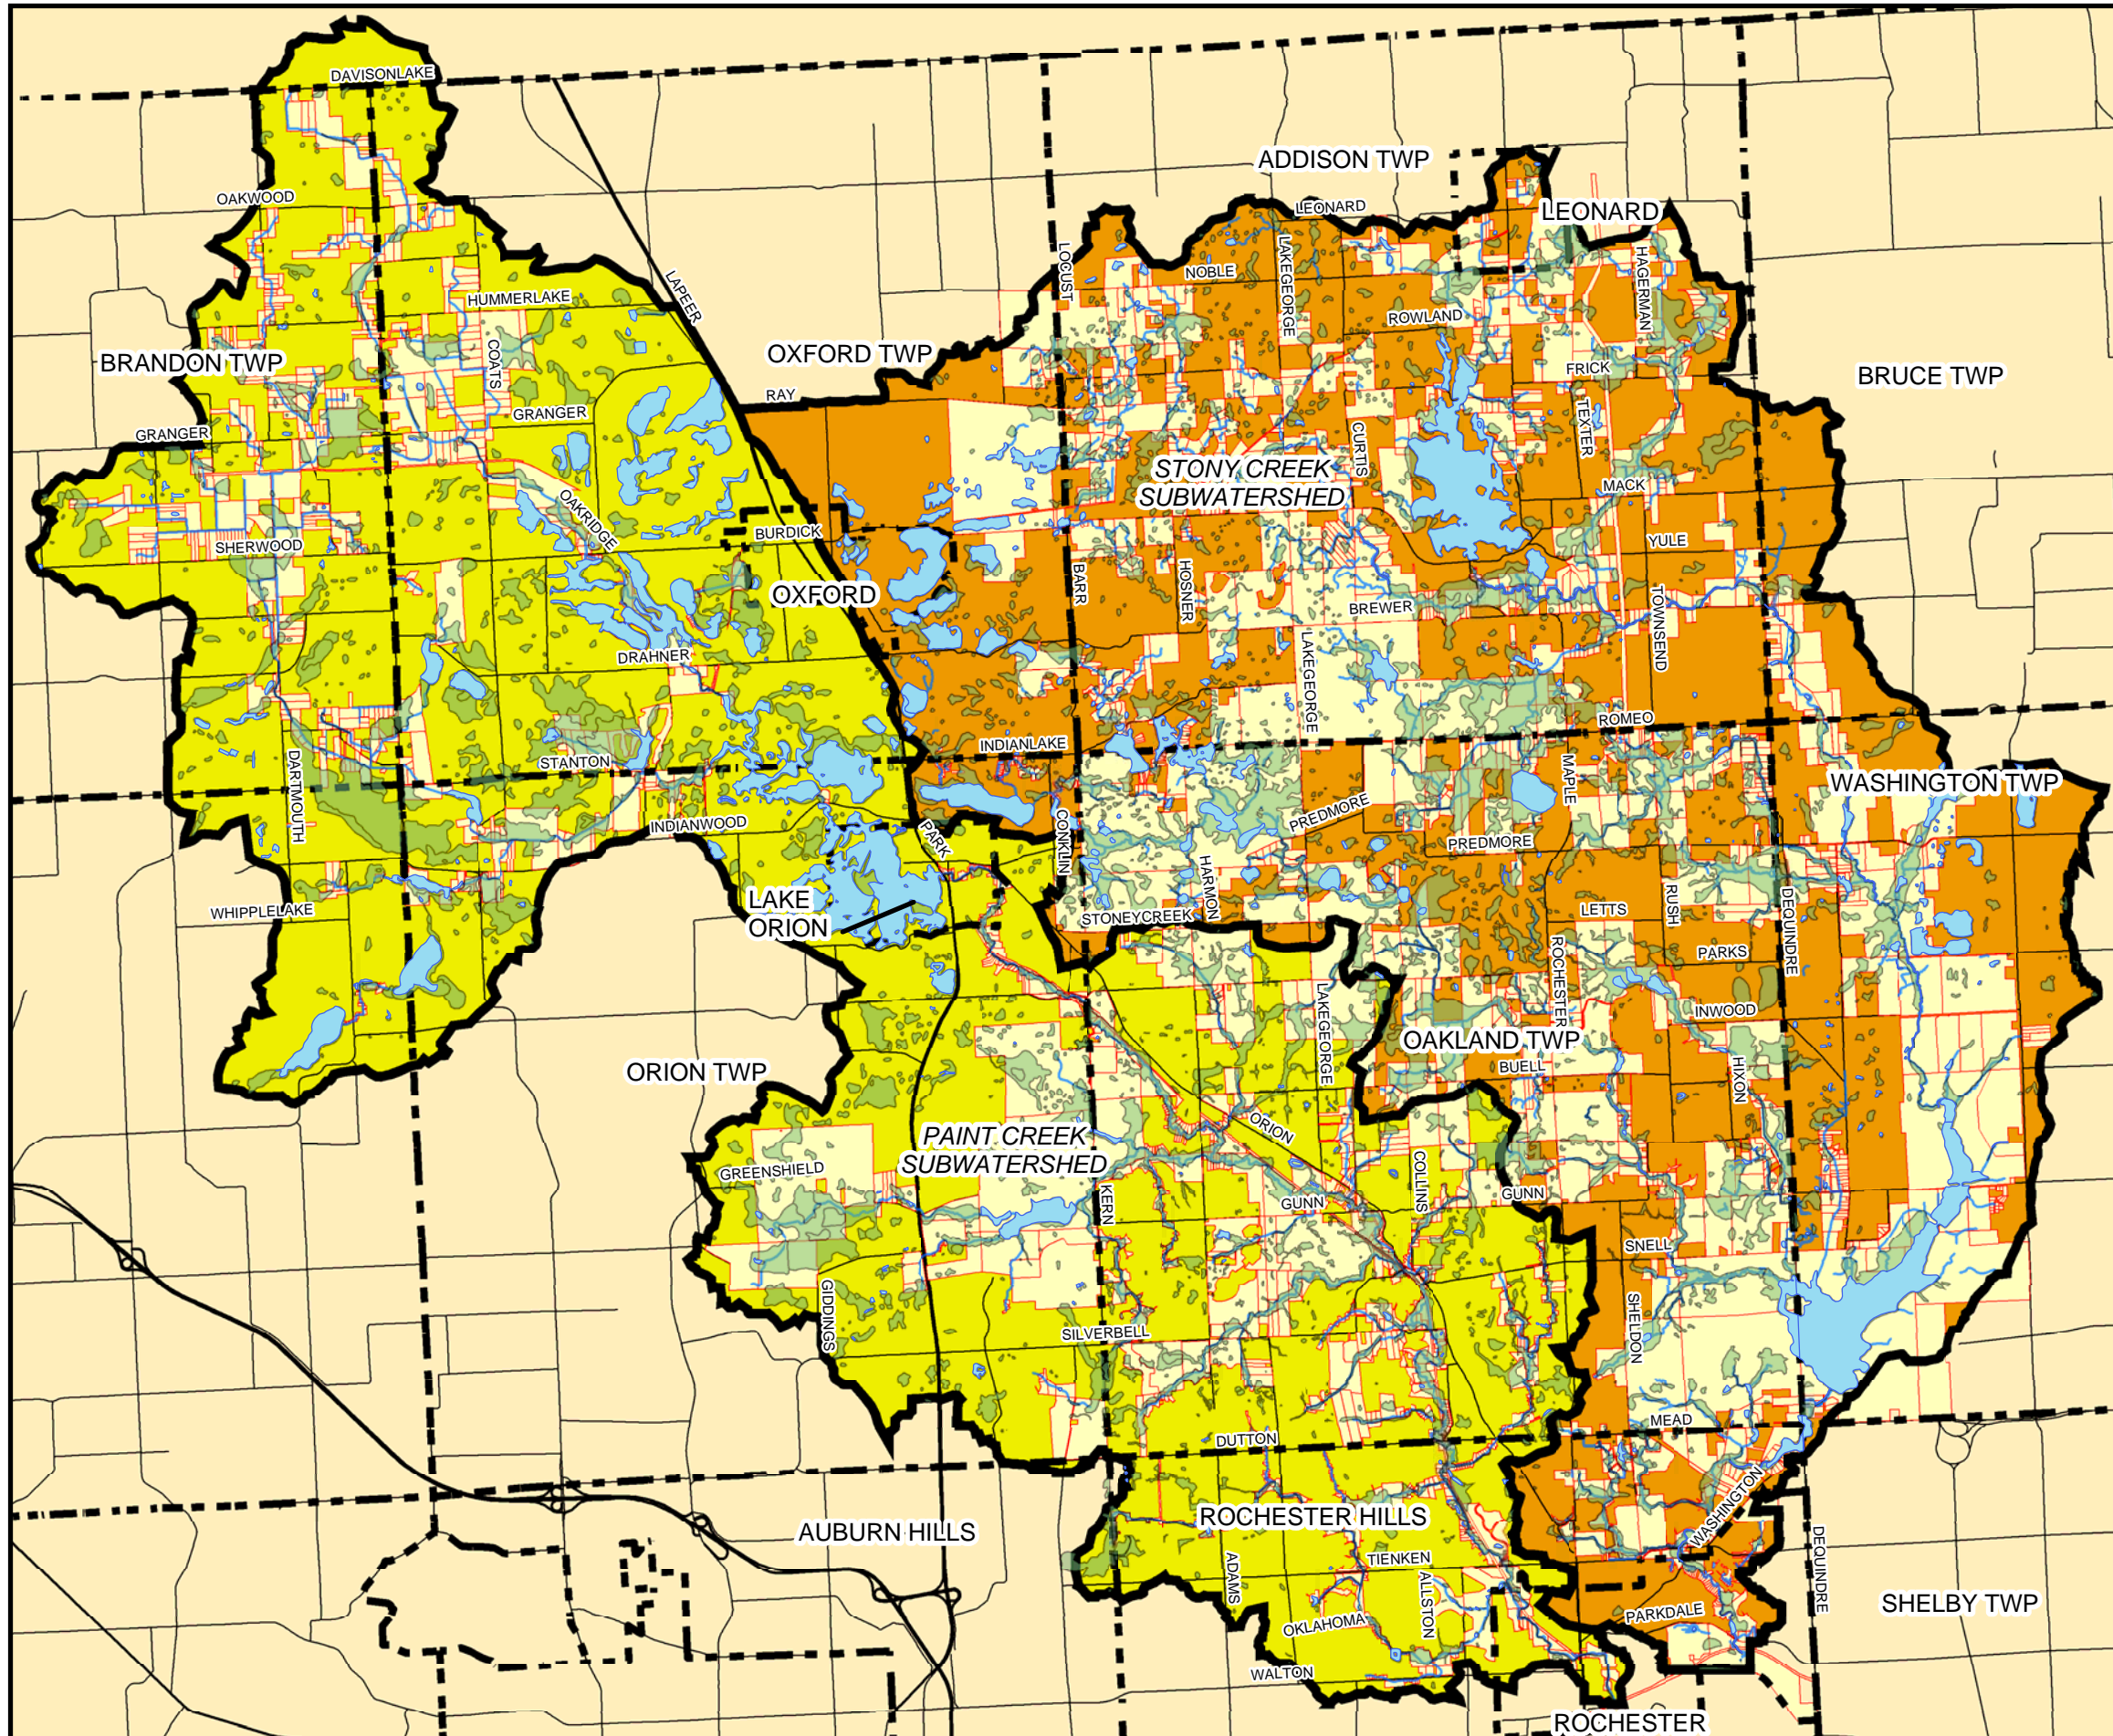 DAVISONLAKE
ADDISON TWP
OAKWOOD
LEONARD
LEONARD
LOCUST
LAKEGEORGE
NOBLE
HAGERMAN
LAPEER
HUMMERLAKE
ROWLAND
BRANDON TWP
COATS
OXFORD TWP
FRICK
BRUCE TWP
RAY
GRANGER
TEXTER
GRANGER
CURTIS
STONY CREEK
SUBWATERSHED
MACK
OAKRIDGE
BURDICK
SHERWOOD
YULE
BARR
HOSNER
OXFORD
BREWER
TOWNSEND
DRAHNER
LAKEGEORGE
ROMEO
INDIANLAKE
STANTON
DARTMOUTH
MAPLE
WASHINGTON TWP
PREDMORE
INDIANWOOD
PARK
CONKLIN
PREDMORE
HARMON
LAKE
ORION
WHIPPLELAKE
STONEYCREEK
RUSH
LETTS
DEQUINDRE
PARKS
ROCHESTER
LAKEGEORGE
INWOOD
OAKLAND TWP
ORION TWP
BUELL
HIXON
ORION
PAINT CREEK
SUBWATERSHED
GREENSHIELD
COLLINS
KERN
GUNN
GUNN
SNELL
GIDDINGS
SHELDON
SILVERBELL
MEAD
DUTTON
WASHINGTON
ROCHESTER HILLS
AUBURN HILLS
DEQUINDRE
TIENKEN
ADAMS
ALLSTON
SHELBY TWP
PARKDALE
OKLAHOMA
WALTON
ROCHESTER